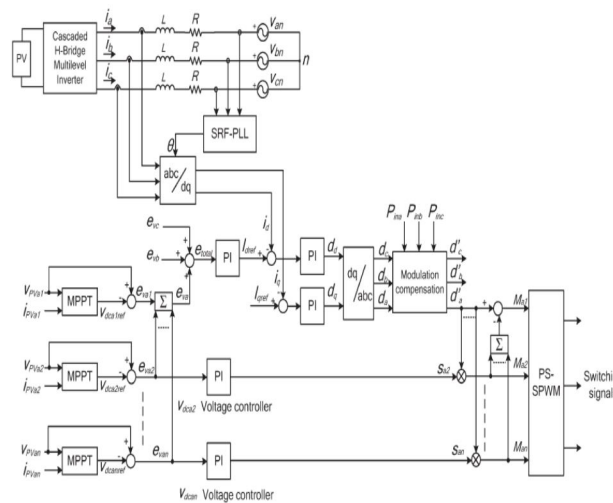 PV
Cascaded
H-Bridge
Multilevel
Inverter
i_a L R v_an
i_b L R v_bn n
i_c L R v_cn
SRF-PLL
θ
abc/dq
e_vc
e_vb e_total PI I_dref i_d PI d_d
P_ina P_inb P_inc
dq/abc
d_c d_b d_a
Modulation
compensation
d'_c
d'_b
d'_a
i_q
I_qref PI d_q
v_PVa1
i_PVa1 MPPT v_dca1ref e_va1 Σ e_va
M_a1
Σ
v_PVa2
i_PVa2 MPPT v_dca2ref e_va2 PI s_a2 M_a2
v_dca2 Voltage controller
PS-
SPWM
Switchi
signal
v_PVan
i_PVan MPPT v_dcanref e_van PI s_an M_an
v_dcan Voltage controller